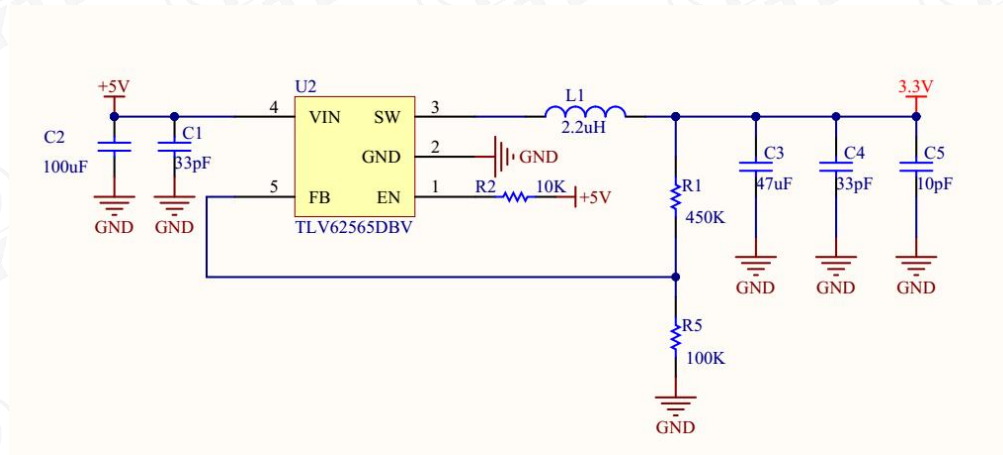 +5V
U2
3.3V
L1
4
VIN
SW
3
C2
C1
2.2uH
100uF
33pF
GND
2
GND
C3
C4
C5
47uF
33pF
10pF
5
FB
EN
1
R2
10K
+5V
R1
450K
GND
GND
TLV62565DBV
GND
GND
GND
R5
100K
GND